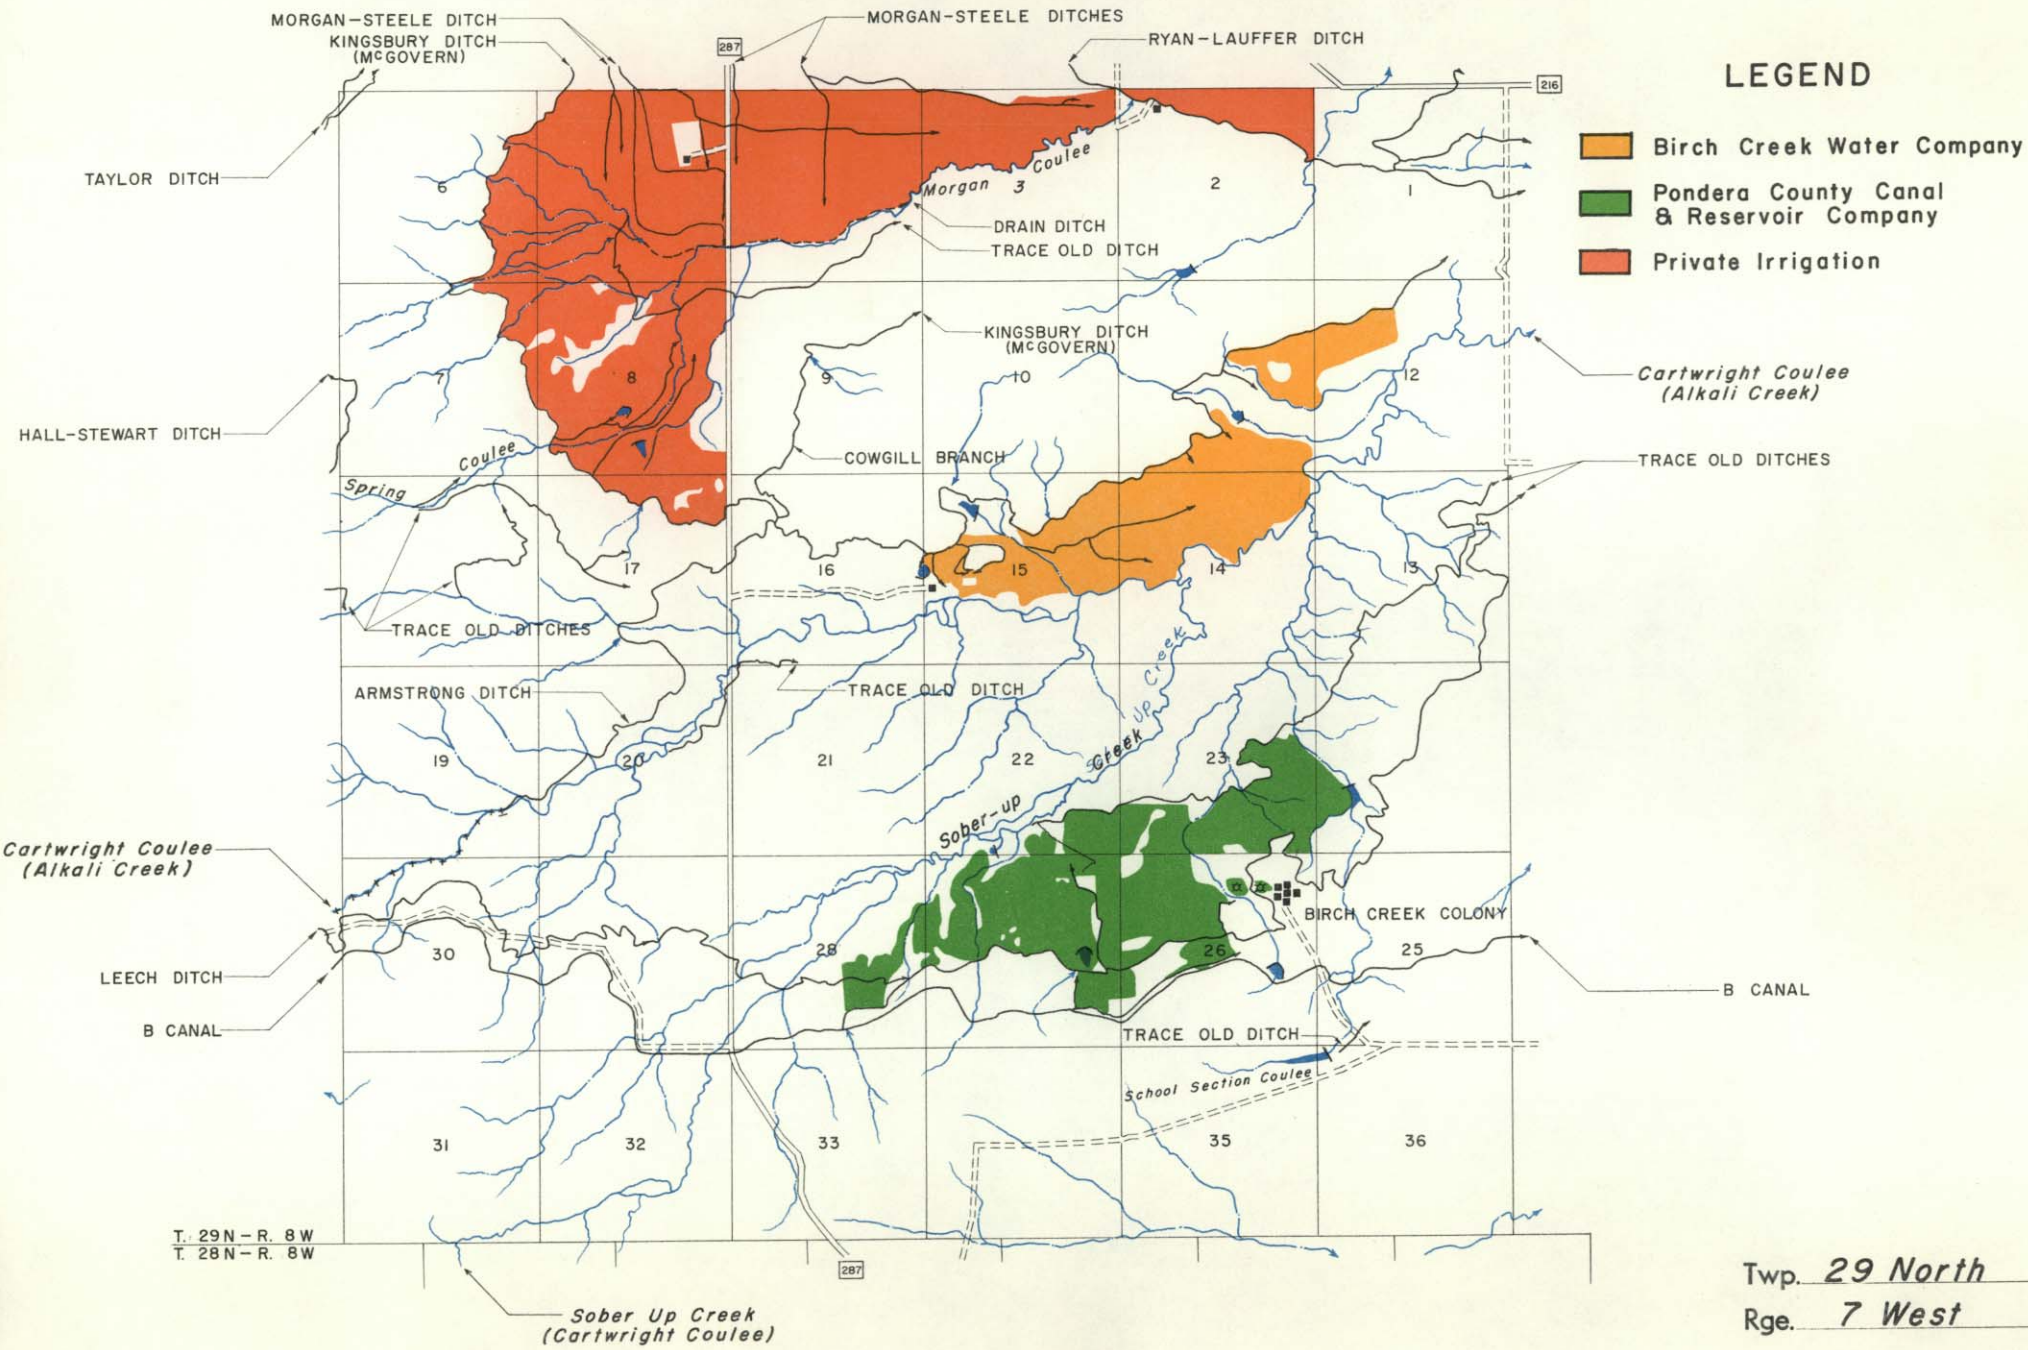 MORGAN-STEELE DITCH
KINGSBURY DITCH
(McGOVERN)
287
MORGAN-STEELE DITCHES
RYAN-LAUFFER DITCH
216
LEGEND
Birch Creek Water Company
Pondera County Canal
& Reservoir Company
Private Irrigation
TAYLOR DITCH
6
Morgan
3
Coulee
2
1
DRAIN DITCH
TRACE OLD DITCH
KINGSBURY DITCH
(McGOVERN)
7
8
9
10
12
Cartwright Coulee
(Alkali Creek)
HALL-STEWART DITCH
Spring
Coulee
COWGILL BRANCH
TRACE OLD DITCHES
17
16
15
14
13
TRACE OLD DITCHES
ARMSTRONG DITCH
TRACE OLD DITCH
Up Creek
19
20
21
22
23
Sober-up
Creek
Cartwright Coulee
(Alkali Creek)
BIRCH CREEK COLONY
30
28
26
25
LEECH DITCH
B CANAL
B CANAL
TRACE OLD DITCH
School Section Coulee
31
32
33
35
36
T. 29N-R. 8W
T. 28N-R. 8W
287
Sober Up Creek
(Cartwright Coulee)
Twp. 29 North
Rge. 7 West